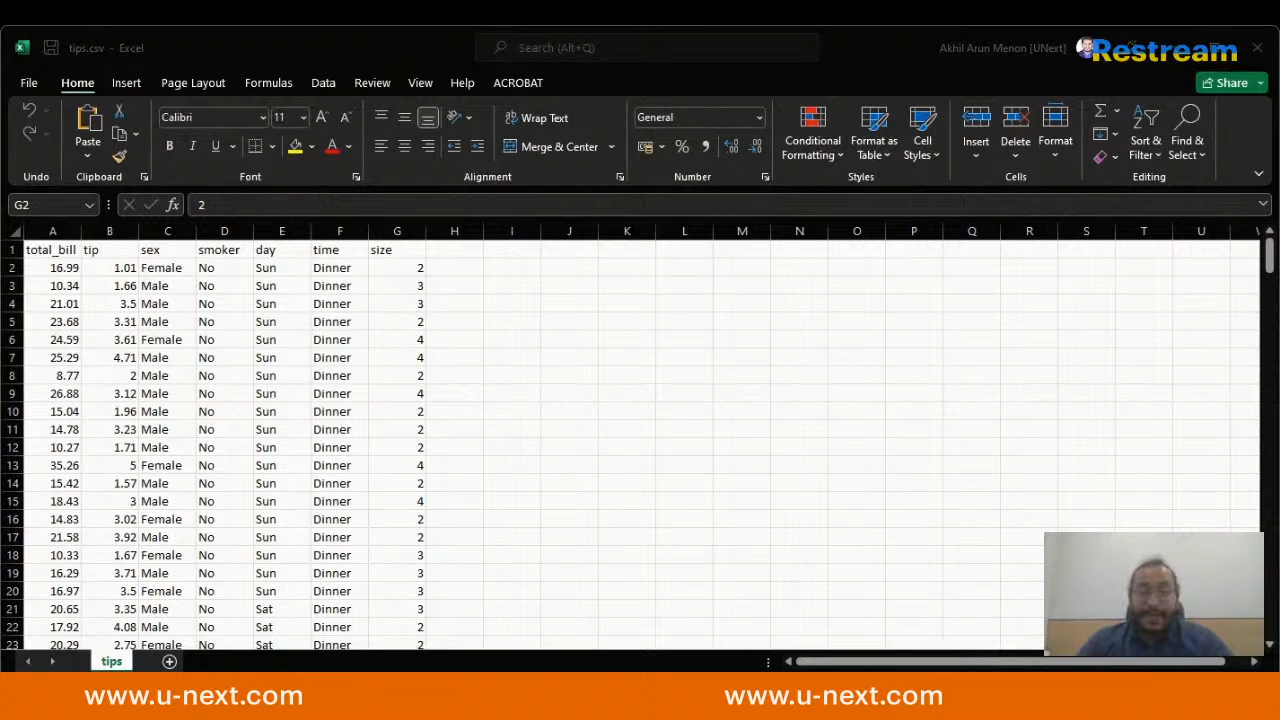 tips.csv - Excel
Search (Alt+Q)
Akhil Arun Menon [UNext]
Restream
File Home Insert Page Layout Formulas Data Review View Help ACROBAT
Share
Calibri 11
Wrap Text
General
Paste
B I U
Merge & Center
Conditional Formatting
Format as Table
Cell Styles
Insert Delete Format
Sort & Filter
Find & Select
Undo Clipboard Font Alignment Number Styles Cells Editing
G2 fx 2
A B C D E F G H I J K L M N O P Q R S T U
1 total_bill tip sex smoker day time size
2 16.99 1.01 Female No Sun Dinner 2
3 10.34 1.66 Male No Sun Dinner 3
4 21.01 3.5 Male No Sun Dinner 3
5 23.68 3.31 Male No Sun Dinner 2
6 24.59 3.61 Female No Sun Dinner 4
7 25.29 4.71 Male No Sun Dinner 4
8 8.77 2 Male No Sun Dinner 2
9 26.88 3.12 Male No Sun Dinner 4
10 15.04 1.96 Male No Sun Dinner 2
11 14.78 3.23 Male No Sun Dinner 2
12 10.27 1.71 Male No Sun Dinner 2
13 35.26 5 Female No Sun Dinner 4
14 15.42 1.57 Male No Sun Dinner 2
15 18.43 3 Male No Sun Dinner 4
16 14.83 3.02 Female No Sun Dinner 2
17 21.58 3.92 Male No Sun Dinner 2
18 10.33 1.67 Female No Sun Dinner 3
19 16.29 3.71 Male No Sun Dinner 3
20 16.97 3.5 Female No Sun Dinner 3
21 20.65 3.35 Male No Sat Dinner 3
22 17.92 4.08 Male No Sat Dinner 2
23 20.29 2.75 Female No Sat Dinner 2
tips
www.u-next.com www.u-next.com